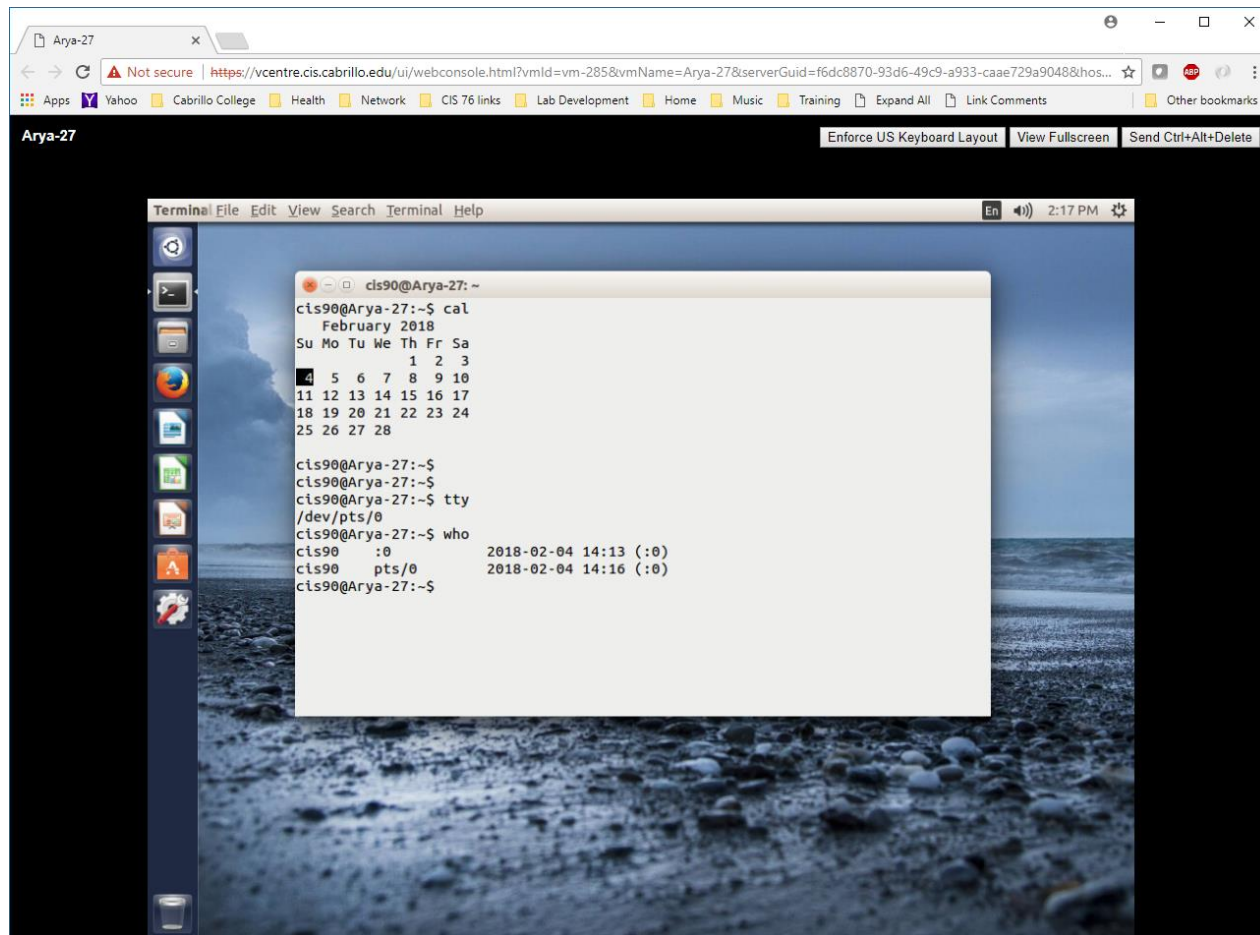 Arya-27
Not secure | https://vcentre.cis.cabrillo.edu/ui/webconsole.html?vmId=vm-285&vmName=Arya-27&serverGuid=f6dc8870-93d6-49c9-a933-caae729a9048&hos...
ABP
Apps Yahoo Cabrillo College Health Network CIS 76 links Lab Development Home Music Training Expand All Link Comments Other bookmarks
Arya-27 Enforce US Keyboard Layout View Fullscreen Send Ctrl+Alt+Delete
Terminal File Edit View Search Terminal Help En 2:17 PM
cis90@Arya-27: ~
cis90@Arya-27:~$ cal
   February 2018
Su Mo Tu We Th Fr Sa
             1  2  3
 4  5  6  7  8  9 10
11 12 13 14 15 16 17
18 19 20 21 22 23 24
25 26 27 28
cis90@Arya-27:~$
cis90@Arya-27:~$
cis90@Arya-27:~$ tty
/dev/pts/0
cis90@Arya-27:~$ who
cis90    :0           2018-02-04 14:13 (:0)
cis90    pts/0        2018-02-04 14:16 (:0)
cis90@Arya-27:~$